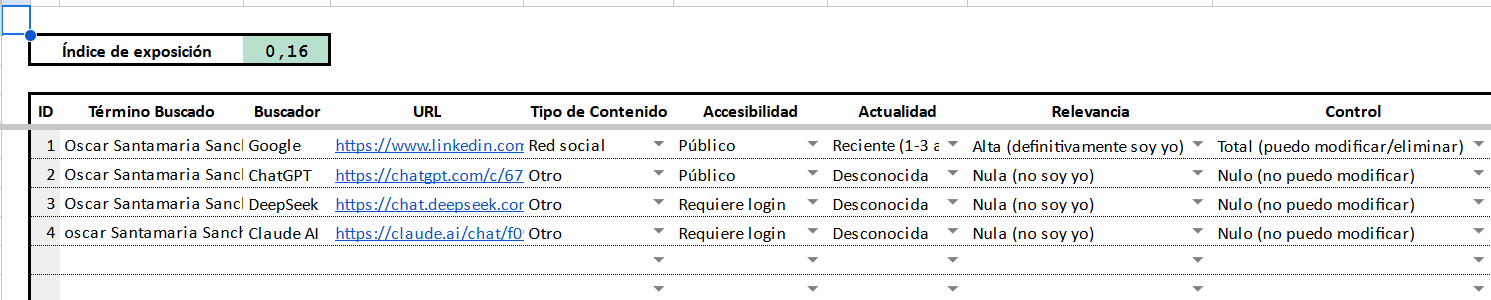 Índice de exposición 0,16
ID Término Buscado Buscador URL Tipo de Contenido Accesibilidad Actualidad Relevancia Control
1 Oscar Santamaria Sancl Google https://www.linkedin.com Red social Público Reciente (1-3 a Alta (definitivamente soy yo) Total (puedo modificar/eliminar)
2 Oscar Santamaria Sancl ChatGPT https://chatgpt.com/c/67 Otro Público Desconocida Nula (no soy yo) Nulo (no puedo modificar)
3 Oscar Santamaria Sancl DeepSeek https://chat.deepseek.cor Otro Requiere login Desconocida Nula (no soy yo) Nulo (no puedo modificar)
4 oscar Santamaria Sancl Claude AI https://claude.ai/chat/f0 Otro Requiere login Desconocida Nula (no soy yo) Nulo (no puedo modificar)